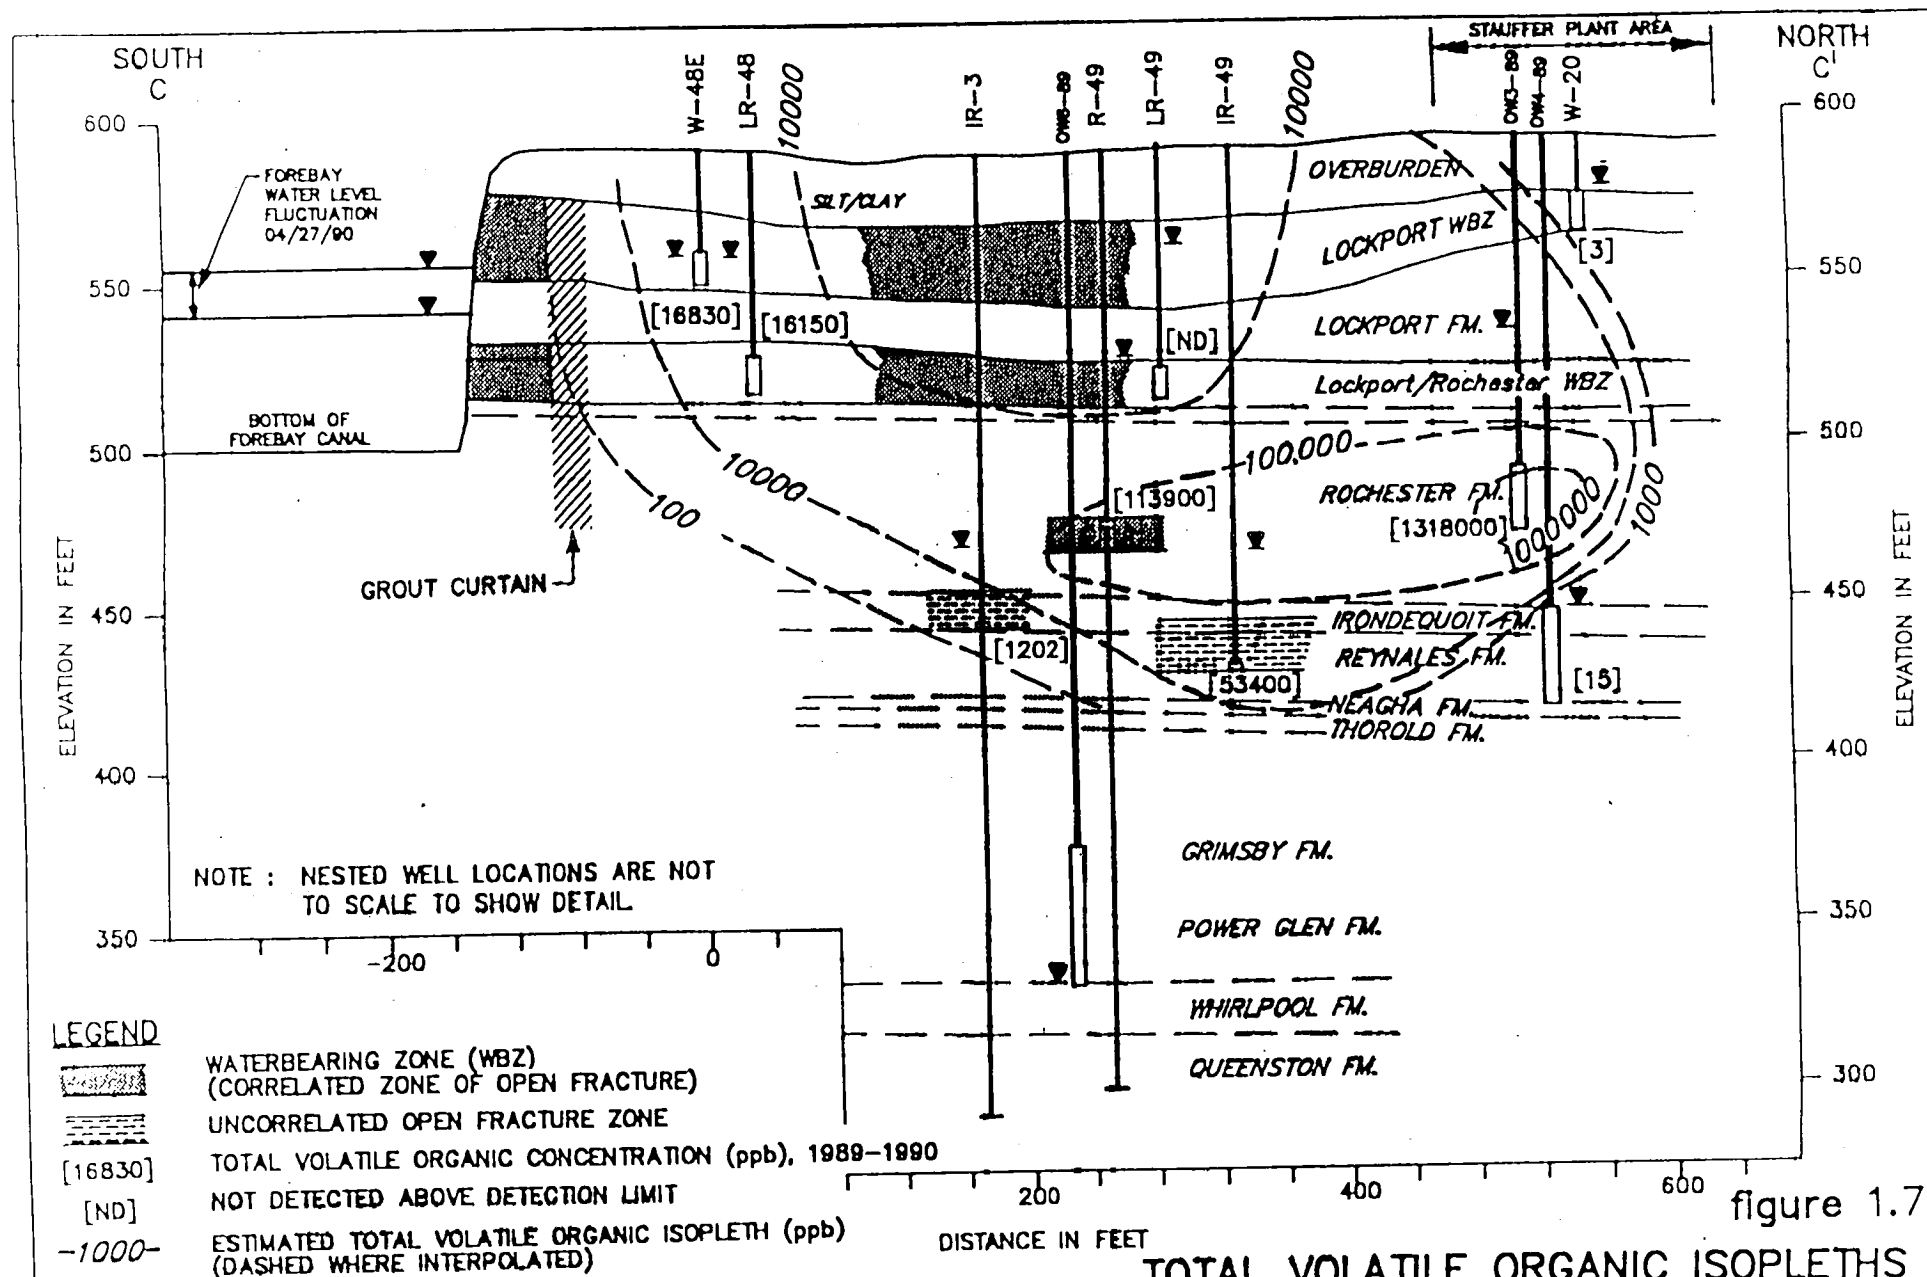 STAUFFER PLANT AREA
SOUTH
C
NORTH
C'
W-48E
LR-48
10000
IR-3
OW6-89
R-49
LR-49
IR-49
10000
OW3-89
OW4-89
W-20
600
600
FOREBAY
WATER LEVEL
FLUCTUATION
04/27/90
SILT/CLAY
OVERBURDEN
LOCKPORT WBZ
[3]
550
550
[16830]
[16150]
[ND]
LOCKPORT FM.
Lockport/Rochester WBZ
BOTTOM OF
FOREBAY CANAL
500
500
10000
100
100,000
[113900]
ROCHESTER FM.
[1318000]
1000000
1000
ELEVATION IN FEET
ELEVATION IN FEET
GROUT CURTAIN
450
450
[1202]
IRONDEQUOIT FM.
REYNALES FM.
[53400]
[15]
NEAGHA FM.
THOROLD FM.
400
400
GRIMSBY FM.
NOTE : NESTED WELL LOCATIONS ARE NOT
TO SCALE TO SHOW DETAIL
350
350
POWER GLEN FM.
-200
0
WHIRLPOOL FM.
QUEENSTON FM.
300
LEGEND
WATERBEARING ZONE (WBZ)
(CORRELATED ZONE OF OPEN FRACTURE)
UNCORRELATED OPEN FRACTURE ZONE
[16830]
TOTAL VOLATILE ORGANIC CONCENTRATION (ppb), 1989-1990
[ND]
NOT DETECTED ABOVE DETECTION LIMIT
-1000-
ESTIMATED TOTAL VOLATILE ORGANIC ISOPLETH (ppb)
(DASHED WHERE INTERPOLATED)
200
400
600
DISTANCE IN FEET
figure 1.7
TOTAL VOLATILE ORGANIC ISOPLETHS